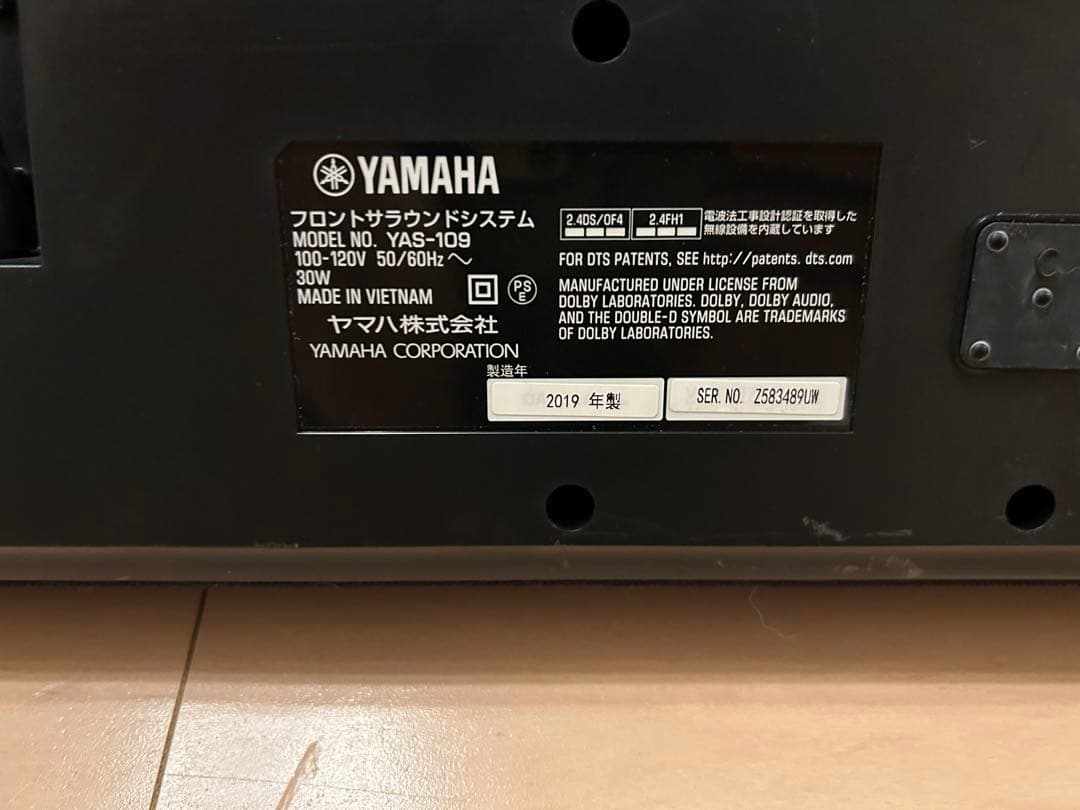 YAMAHA
フロントサラウンドシステム
MODEL NO. YAS-109
100-120V 50/60Hz ～
30W
MADE IN VIETNAM
PS
E
ヤマハ株式会社
YAMAHA CORPORATION
2.4DS/OF4
2.4FH1
電波法工事設計認証を取得した
無線設備を内蔵しています
FOR DTS PATENTS, SEE http://patents. dts.com
MANUFACTURED UNDER LICENSE FROM
DOLBY LABORATORIES. DOLBY, DOLBY AUDIO,
AND THE DOUBLE-D SYMBOL ARE TRADEMARKS
OF DOLBY LABORATORIES.
製造年
2019 年製
SER. NO. Z583489UW